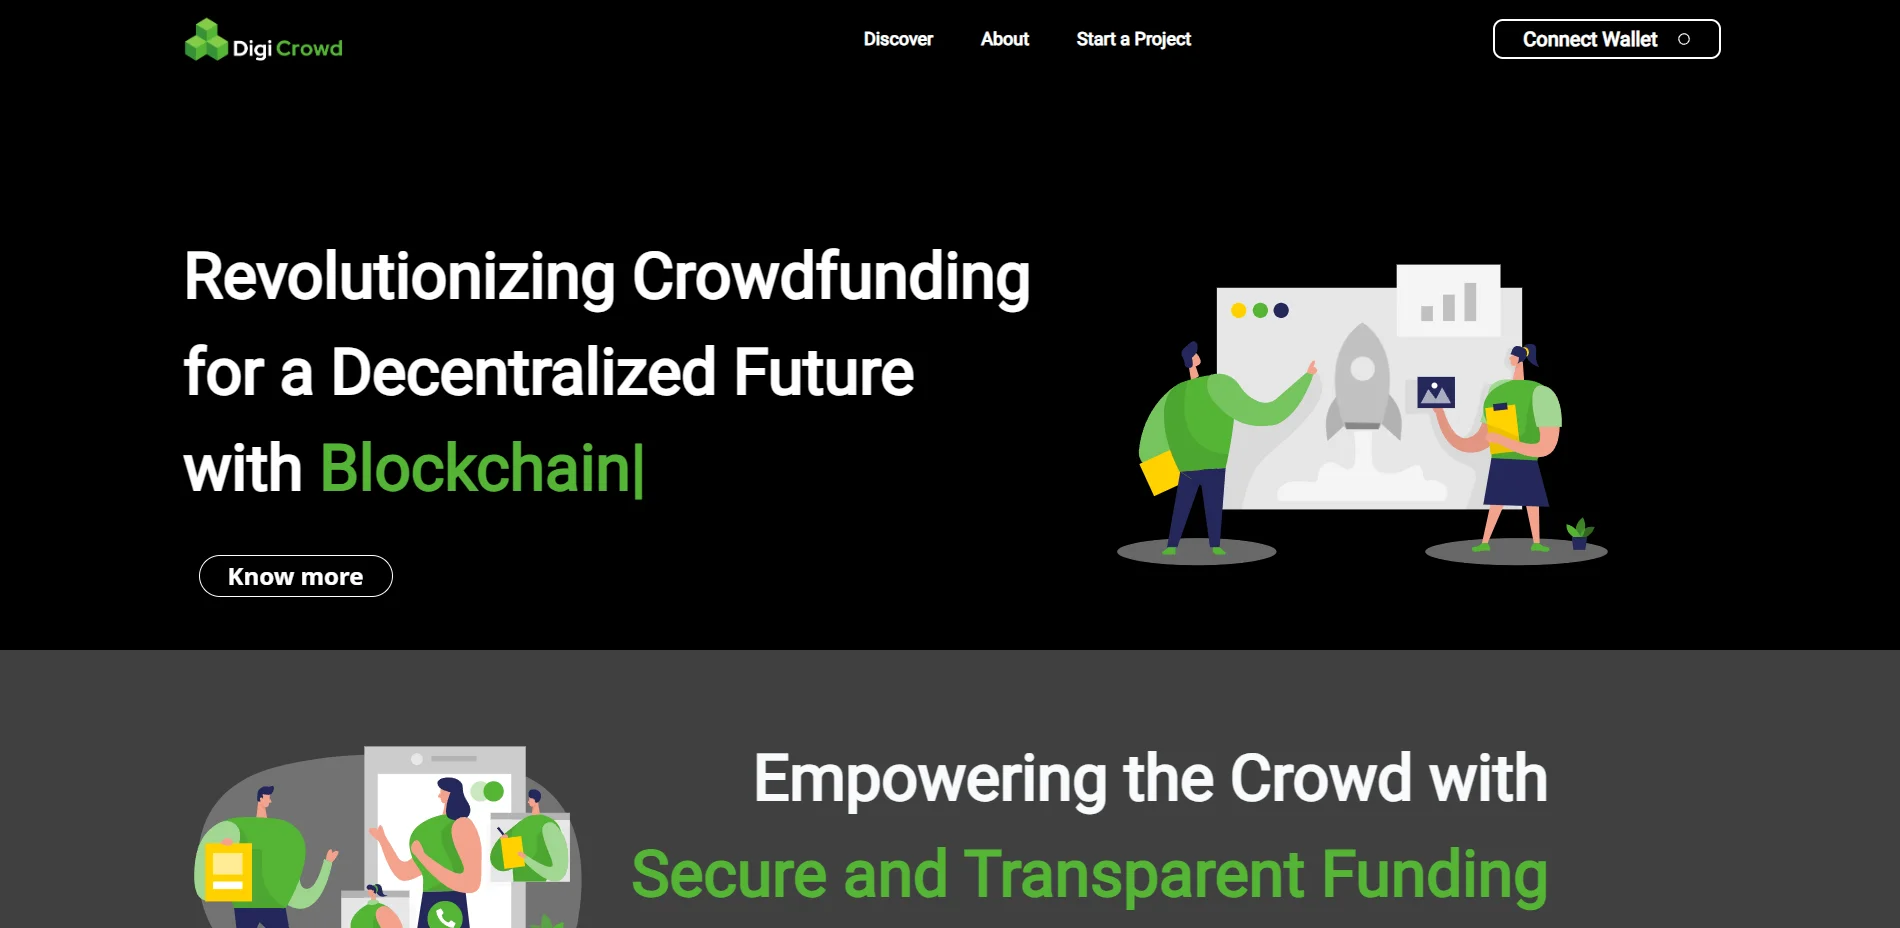 Digi Crowd
Discover
About
Start a Project
Connect Wallet
Revolutionizing Crowdfunding
for a Decentralized Future
with Blockchain|
Know more
Empowering the Crowd with
Secure and Transparent Funding